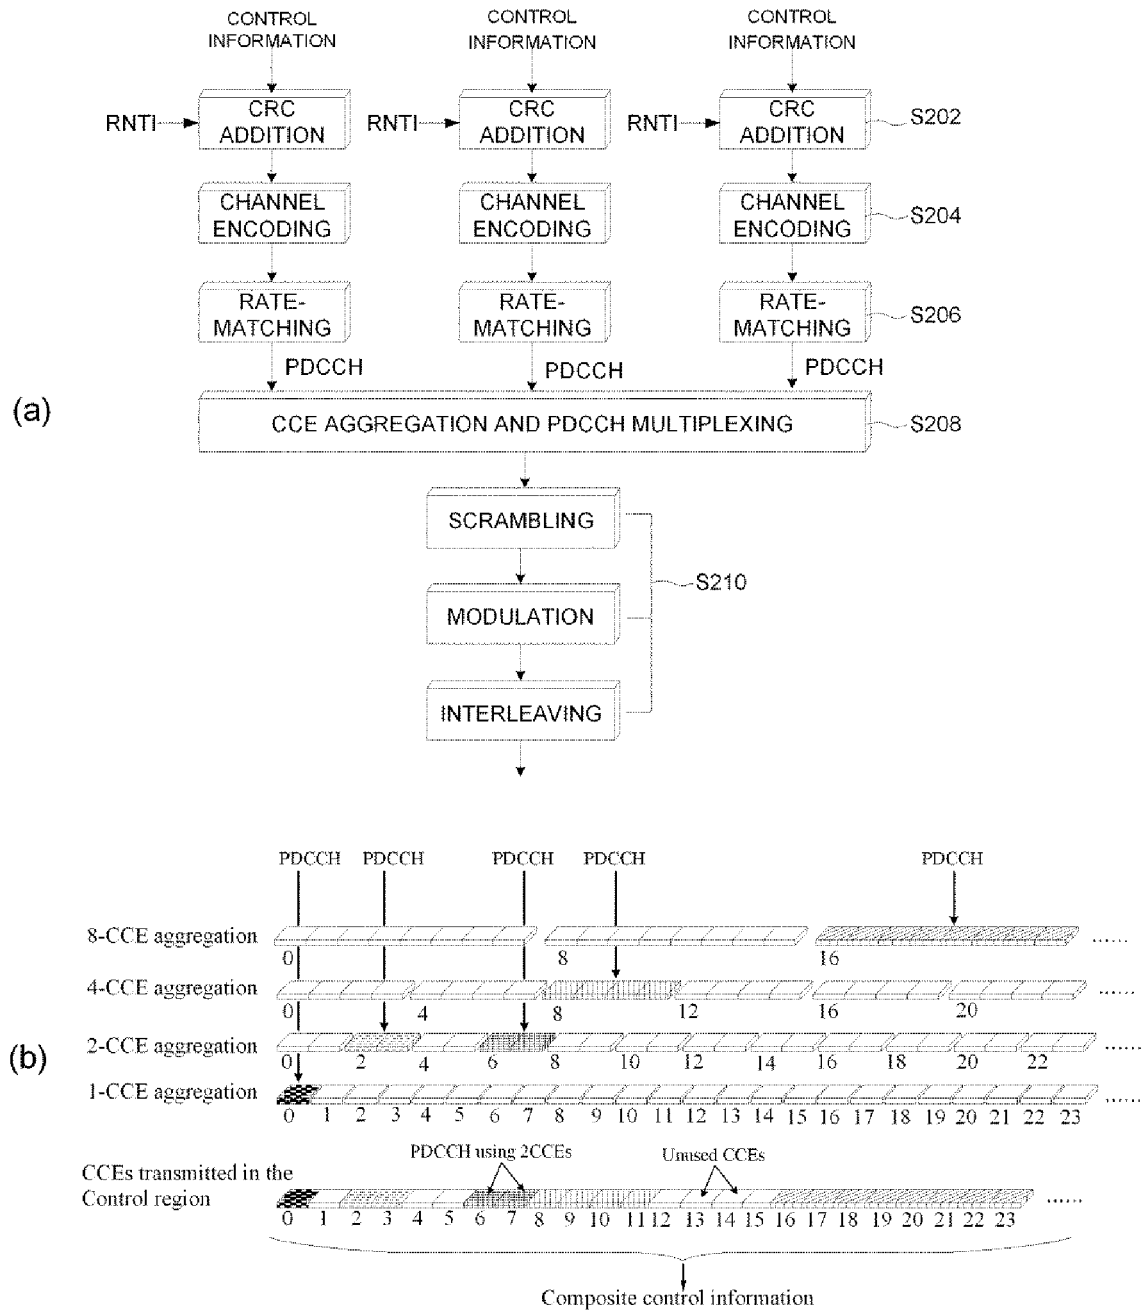 CONTROL INFORMATION
CONTROL INFORMATION
CONTROL INFORMATION
RNTI
CRC ADDITION
RNTI
CRC ADDITION
RNTI
CRC ADDITION
S202
CHANNEL ENCODING
CHANNEL ENCODING
CHANNEL ENCODING
S204
RATE-MATCHING
RATE-MATCHING
RATE-MATCHING
S206
PDCCH
PDCCH
PDCCH
(a)
CCE AGGREGATION AND PDCCH MULTIPLEXING
S208
SCRAMBLING
MODULATION
S210
INTERLEAVING
PDCCH PDCCH PDCCH PDCCH PDCCH
8-CCE aggregation
0 8 16
......
4-CCE aggregation
0 4 8 12 16 20
......
(b)
2-CCE aggregation
0 2 4 6 8 10 12 14 16 18 20 22
......
1-CCE aggregation
0 1 2 3 4 5 6 7 8 9 10 11 12 13 14 15 16 17 18 19 20 21 22 23
......
PDCCH using 2CCEs
Unused CCEs
CCEs transmitted in the
Control region
0 1 2 3 4 5 6 7 8 9 10 11 12 13 14 15 16 17 18 19 20 21 22 23
......
Composite control information